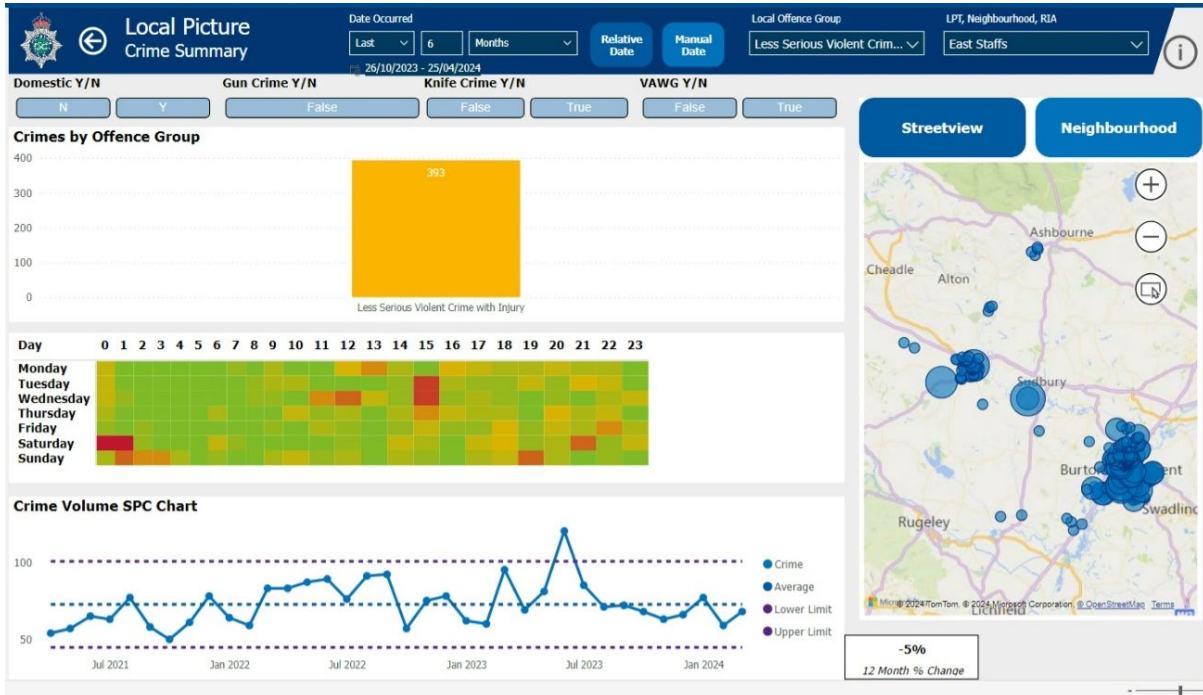 Local Picture
Crime Summary
Date Occurred
Last 6 Months
26/10/2023 - 25/04/2024
Relative Date
Manual Date
Local Offence Group
Less Serious Violent Crim...
LPT, Neighbourhood, RIA
East Staffs
Domestic Y/N Gun Crime Y/N Knife Crime Y/N VAWG Y/N
N Y False False True False True
Crimes by Offence Group
400
300
200
100
0
393
Less Serious Violent Crime with Injury
Streetview Neighbourhood
Day 0 1 2 3 4 5 6 7 8 9 10 11 12 13 14 15 16 17 18 19 20 21 22 23
Monday
Tuesday
Wednesday
Thursday
Friday
Saturday
Sunday
Crime Volume SPC Chart
100
50
Jul 2021 Jan 2022 Jul 2022 Jan 2023 Jul 2023 Jan 2024
Crime
Average
Lower Limit
Upper Limit
Ashbourne
Cheadle
Alton
Sudbury
Burto
ent
Swadlinc
Rugeley
Lichfield
© 2024 TomTom, © 2024 Microsoft Corporation, © OpenStreetMap Terms
-5%
12 Month % Change